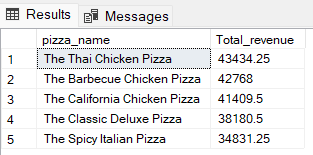 Results Messages
pizza_name Total_revenue
1 The Thai Chicken Pizza 43434.25
2 The Barbecue Chicken Pizza 42768
3 The California Chicken Pizza 41409.5
4 The Classic Deluxe Pizza 38180.5
5 The Spicy Italian Pizza 34831.25